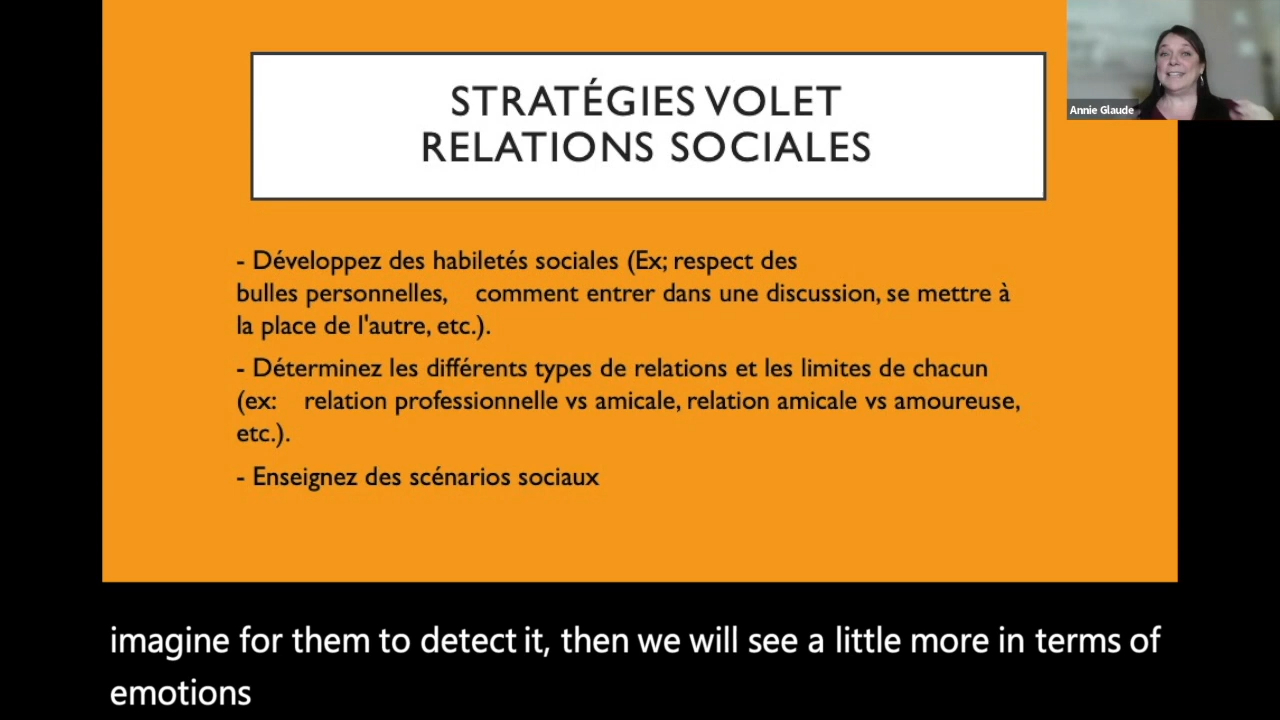 STRATÉGIES VOLET
RELATIONS SOCIALES
Annie Glaude
- Développez des habiletés sociales (Ex; respect des
bulles personnelles, comment entrer dans une discussion, se mettre à
la place de l'autre, etc.).
- Déterminez les différents types de relations et les limites de chacun
(ex: relation professionnelle vs amicale, relation amicale vs amoureuse,
etc.).
- Enseignez des scénarios sociaux
imagine for them to detect it, then we will see a little more in terms of
emotions